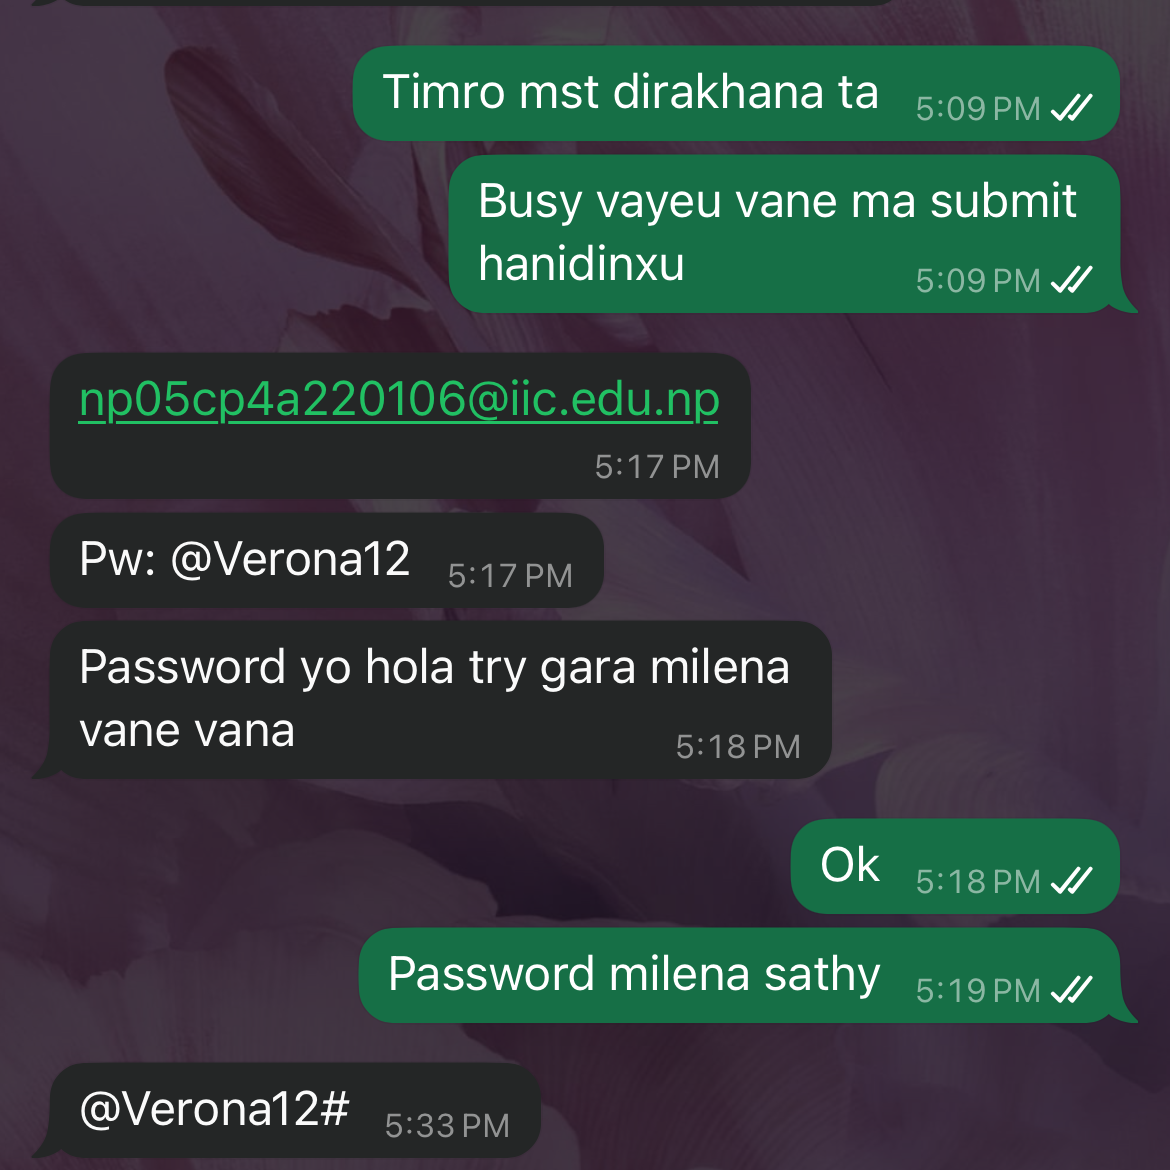 Timro mst dirakhana ta
5:09 PM
Busy vayeu vane ma submit
hanidinxu
5:09 PM
np05cp4a220106@iic.edu.np
5:17 PM
Pw: @Verona12
5:17 PM
Password yo hola try gara milena
vane vana
5:18 PM
Ok
5:18 PM
Password milena sathy
5:19 PM
@Verona12#
5:33 PM